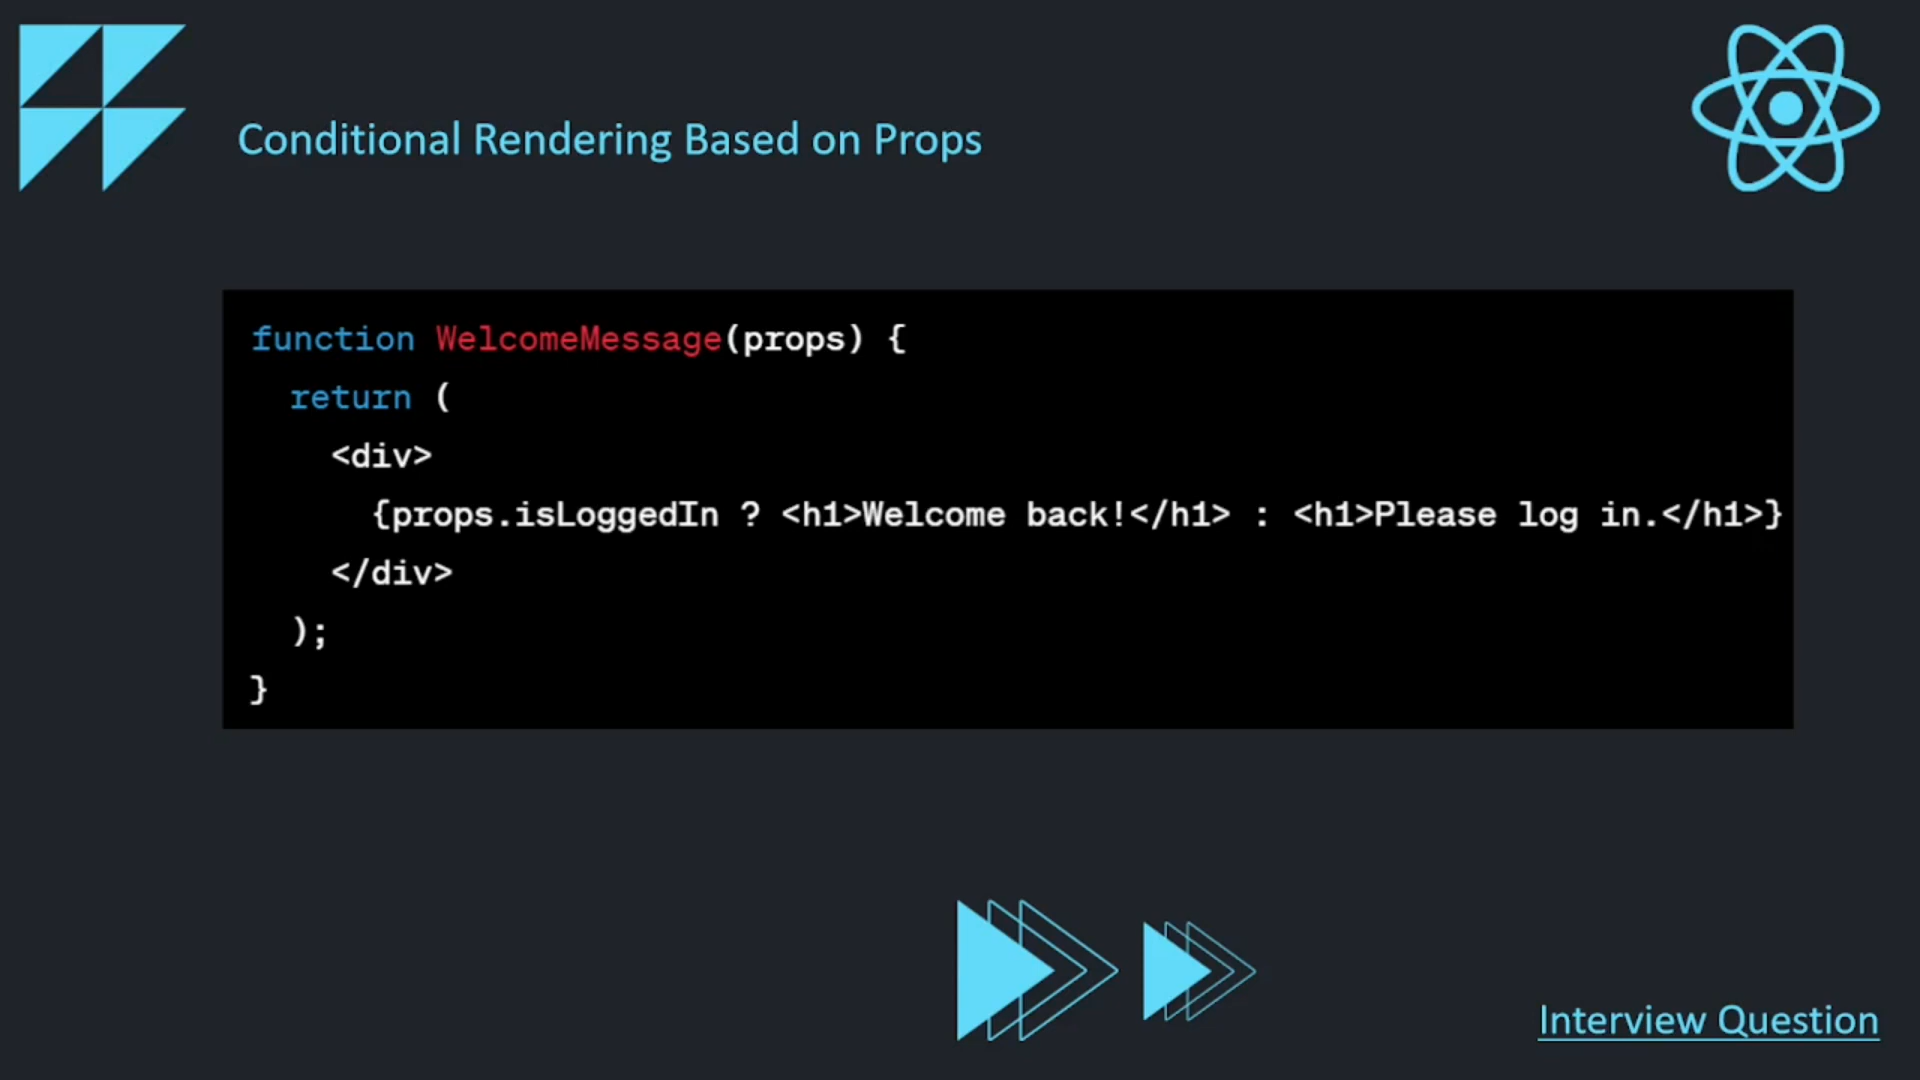 Conditional Rendering Based on Props
function WelcomeMessage(props) {
  return (
    <div>
      {props.isLoggedIn ? <h1>Welcome back!</h1> : <h1>Please log in.</h1>}
    </div>
  );
}
Interview Question